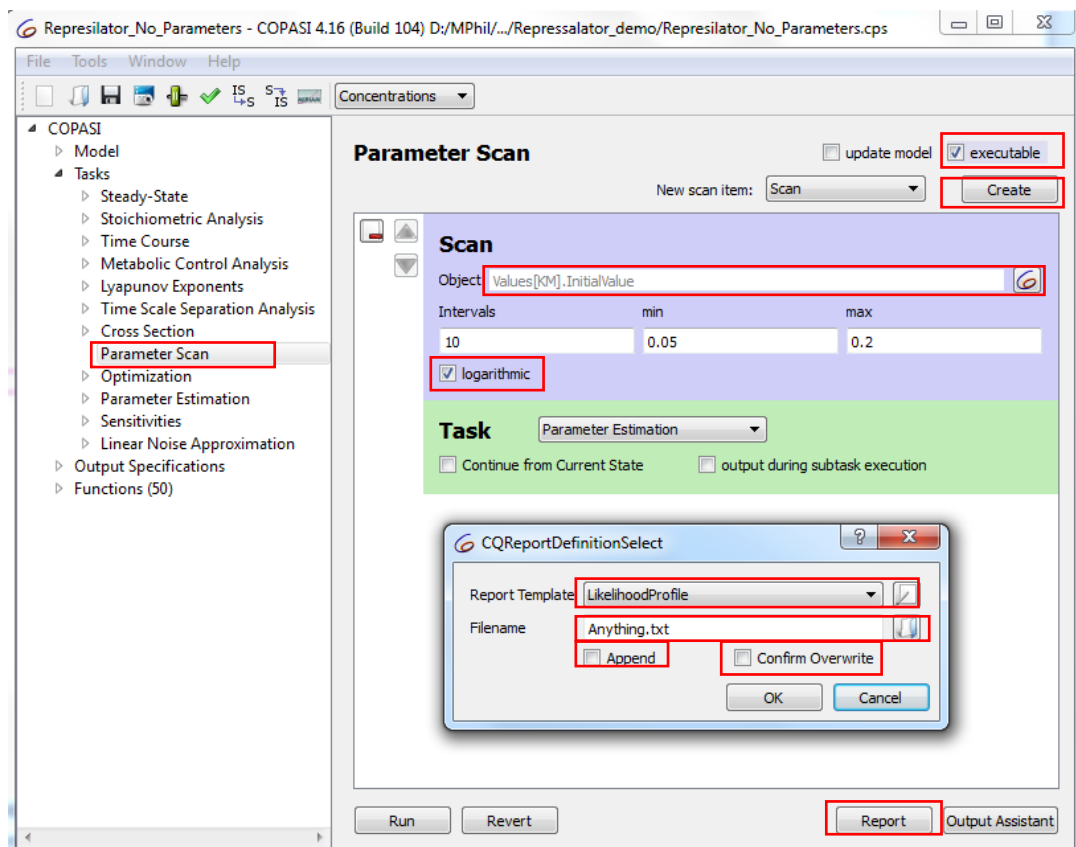 Represilator_No_Parameters - COPASI 4.16 (Build 104) D:/MPhil/.../Repressalator_demo/Represilator_No_Parameters.cps
File Tools Window Help
Concentrations
COPASI
Model
Tasks
Steady-State
Stoichiometric Analysis
Time Course
Metabolic Control Analysis
Lyapunov Exponents
Time Scale Separation Analysis
Cross Section
Parameter Scan
Optimization
Parameter Estimation
Sensitivities
Linear Noise Approximation
Output Specifications
Functions (50)
Parameter Scan update model executable
New scan item: Scan Create
Scan
Object Values[KM].InitialValue
Intervals min max
10 0.05 0.2
logarithmic
Task Parameter Estimation
Continue from Current State output during subtask execution
CQReportDefinitionSelect
Report Template LikelihoodProfile
Filename Anything.txt
Append Confirm Overwrite
OK Cancel
Run Revert Report Output Assistant